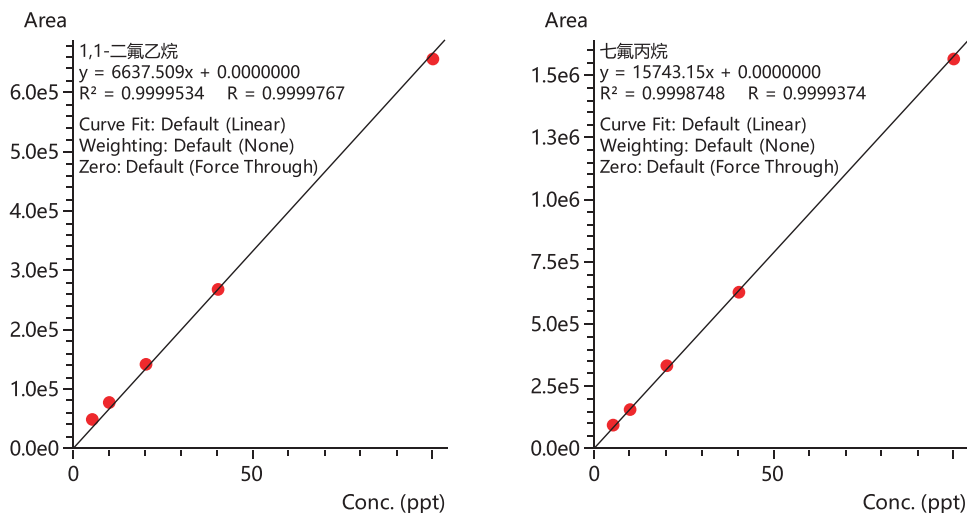 Area
1,1-二氟乙烷
y = 6637.509x + 0.0000000
R² = 0.9999534 R = 0.9999767
Curve Fit: Default (Linear)
Weighting: Default (None)
Zero: Default (Force Through)
6.0e5
5.0e5
4.0e5
3.0e5
2.0e5
1.0e5
0.0e0
0
50
Conc. (ppt)
Area
七氟丙烷
y = 15743.15x + 0.0000000
R² = 0.9998748 R = 0.9999374
Curve Fit: Default (Linear)
Weighting: Default (None)
Zero: Default (Force Through)
1.5e6
1.3e6
1.0e6
7.5e5
5.0e5
2.5e5
0.0e0
0
50
Conc. (ppt)